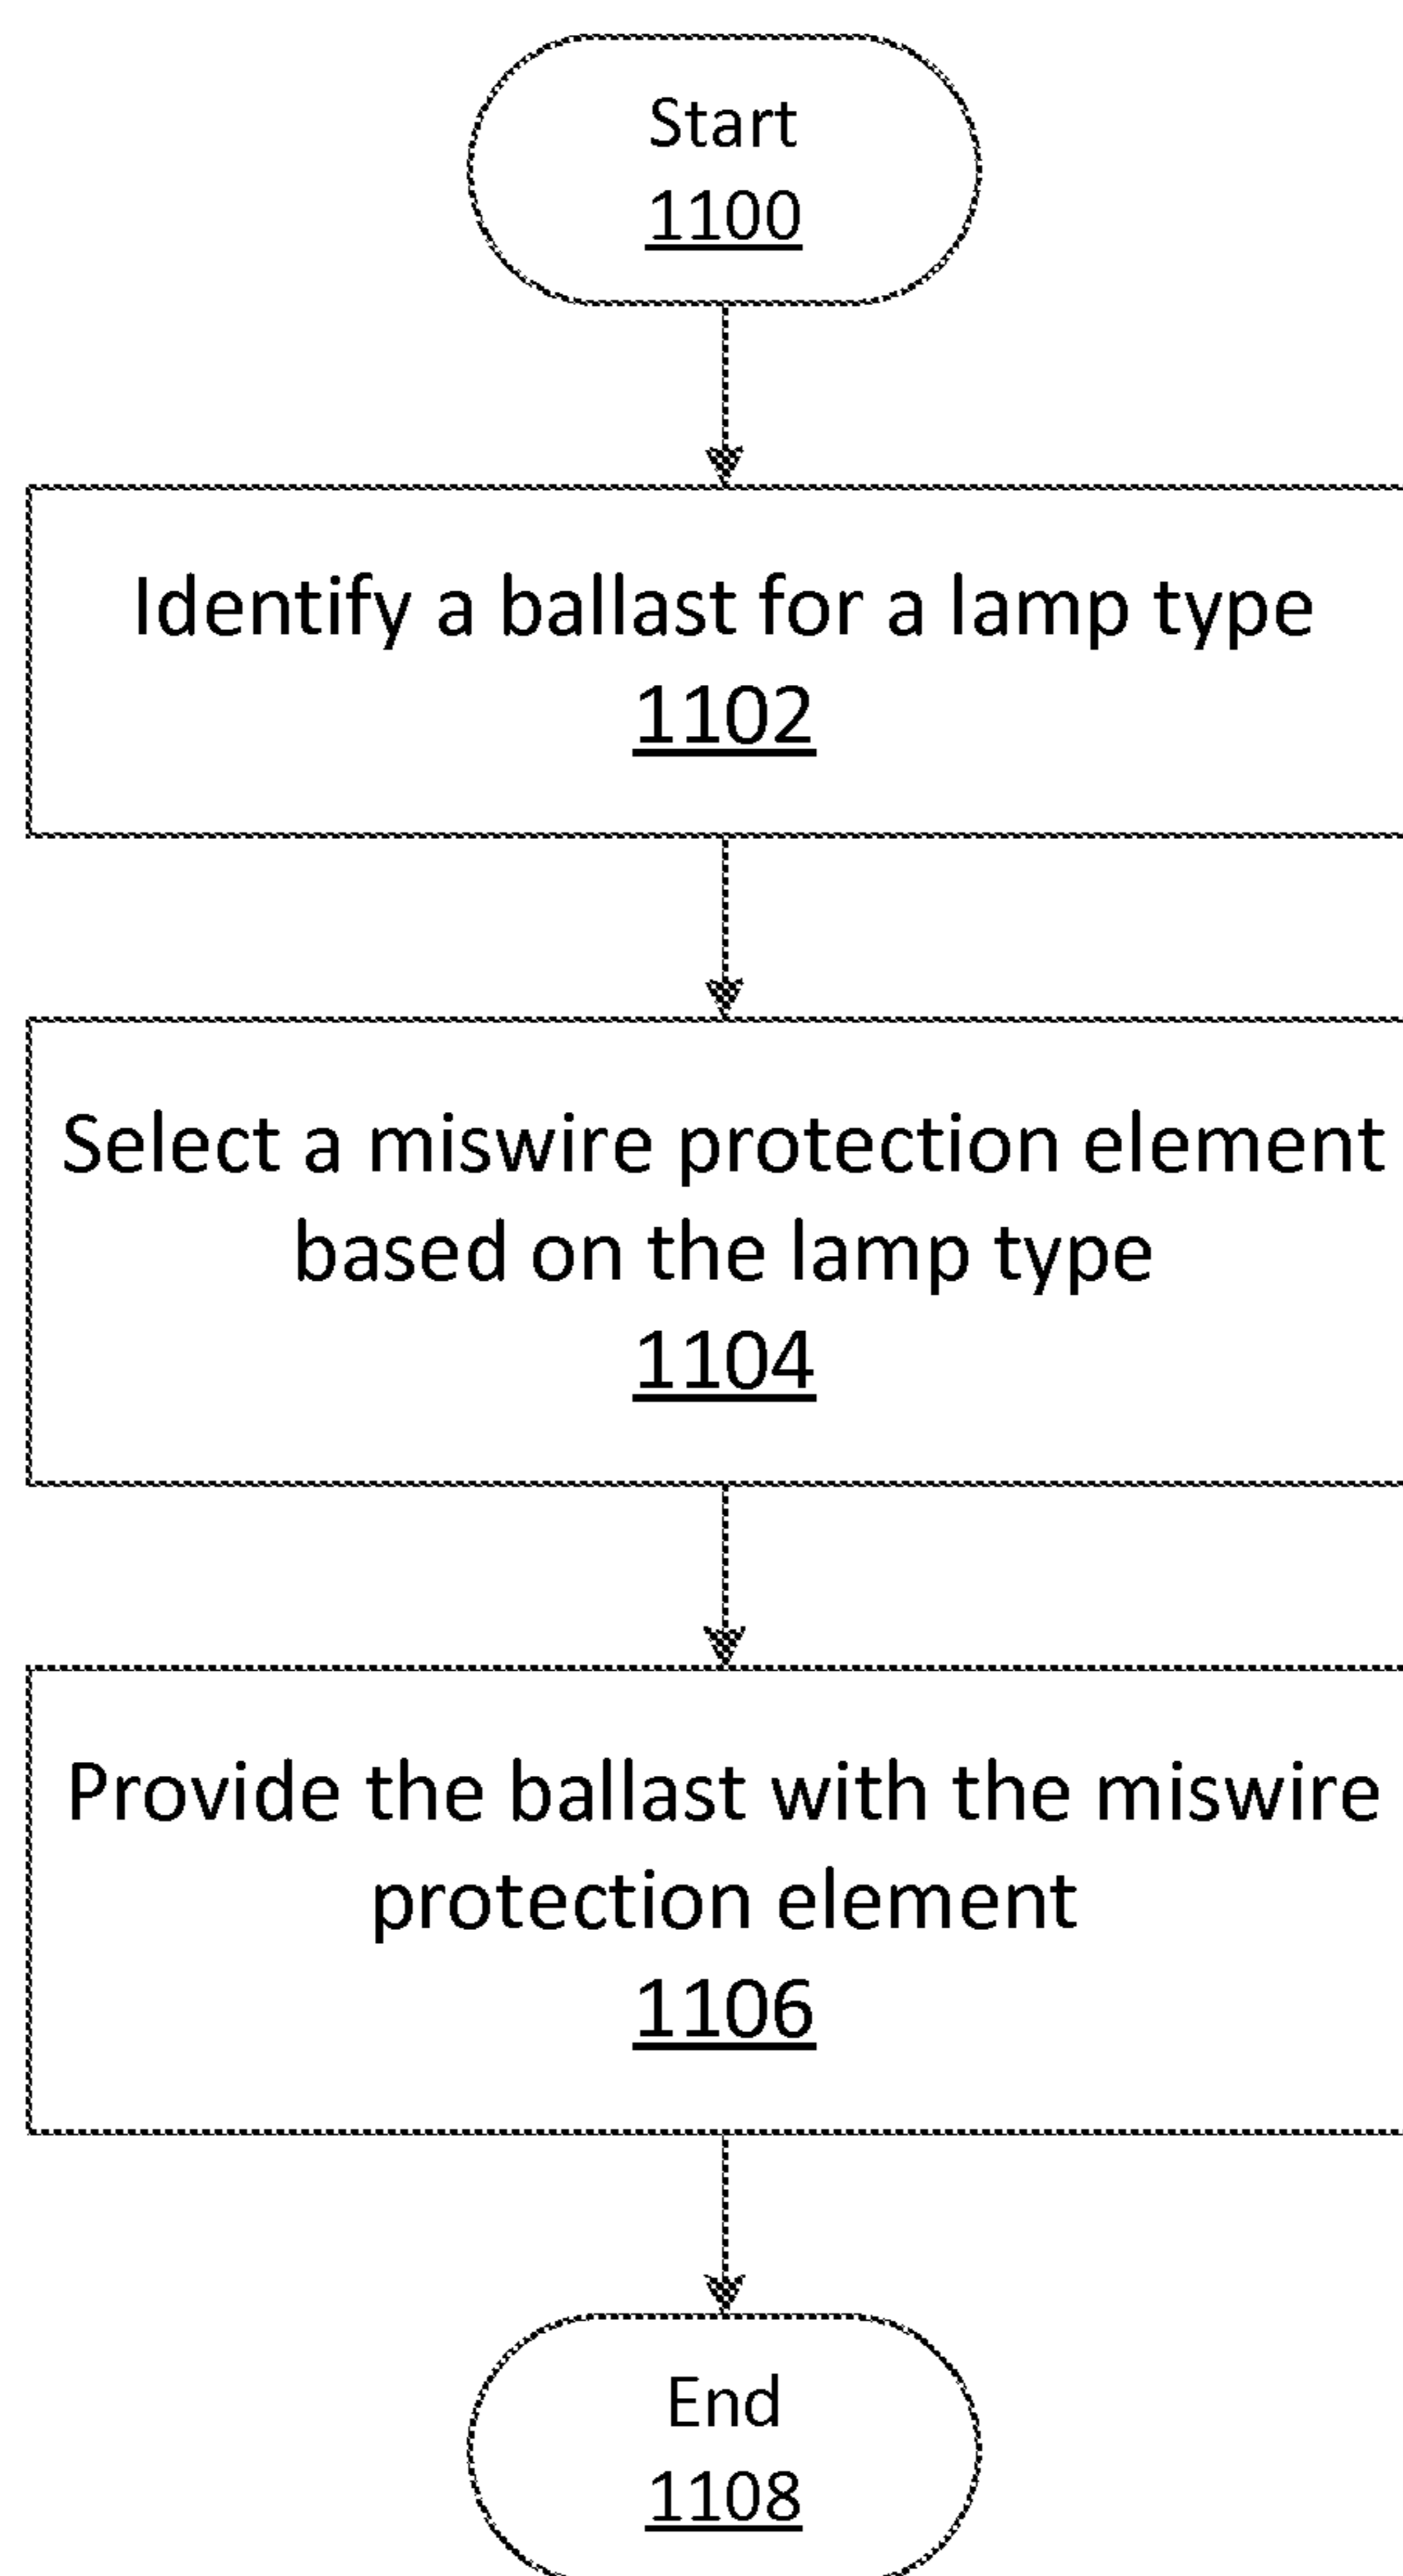 Start
1100
Identify a ballast for a lamp type
1102
Select a miswire protection element
based on the lamp type
1104
Provide the ballast with the miswire
protection element
1106
End
1108